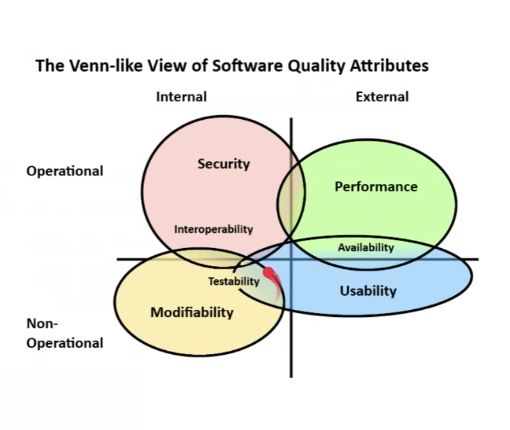 The Venn-like View of Software Quality Attributes
Internal
External
Operational
Security
Performance
Interoperability
Availability
Testability
Usability
Modifiability
Non-
Operational